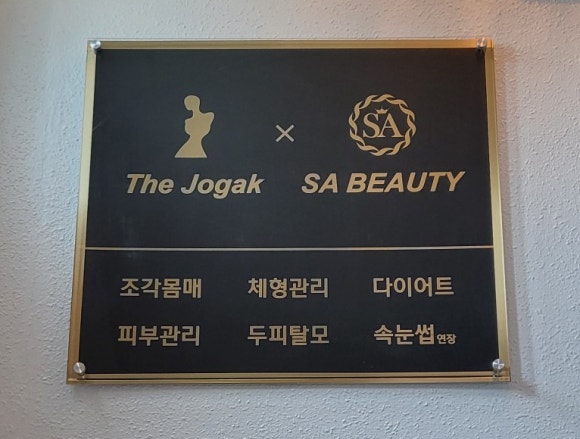 The Jogak × SA BEAUTY
SA
조각몸매 체형관리 다이어트
피부관리 두피탈모 속눈썹연장